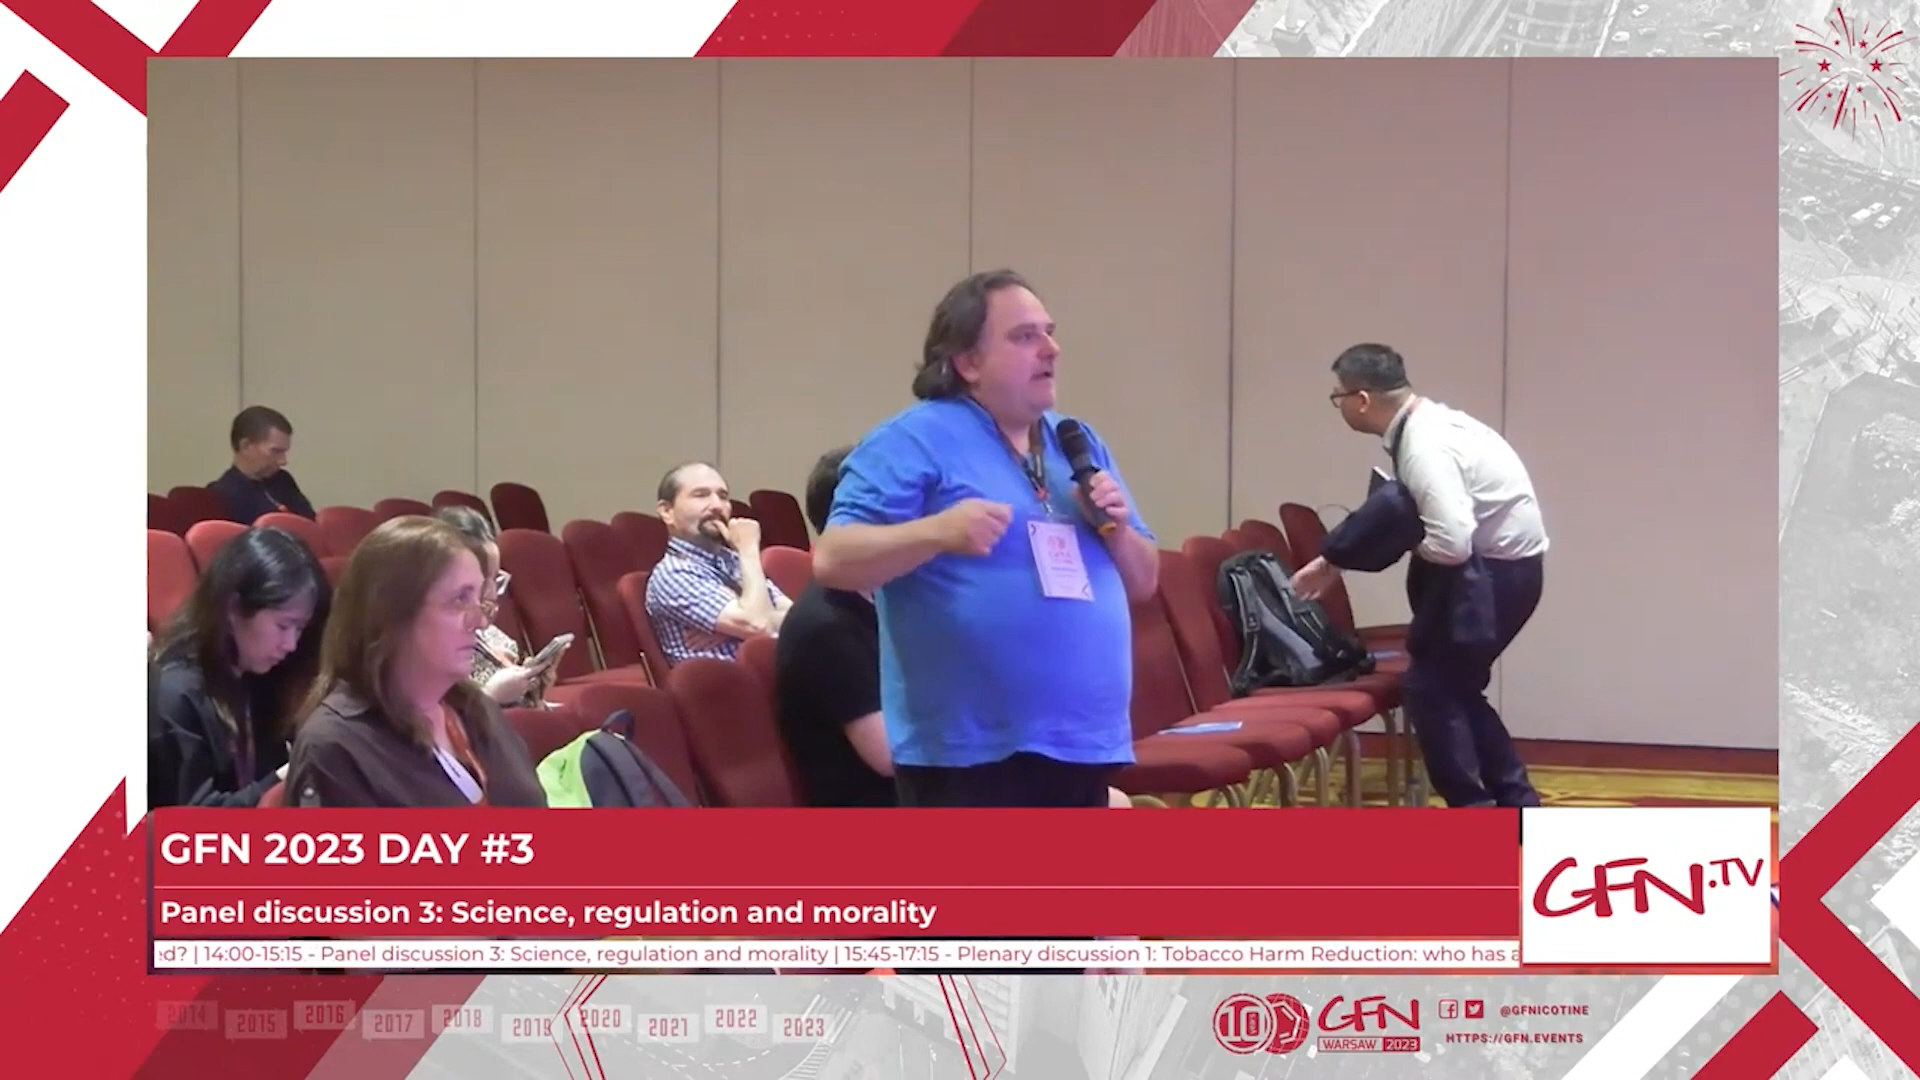 GFN 2023 DAY #3
Panel discussion 3: Science, regulation and morality
ed? | 14:00-15:15 - Panel discussion 3: Science, regulation and morality | 15:45-17:15 - Plenary discussion 1: Tobacco Harm Reduction: who has a
GFN.TV
2014 2015 2016 2017 2018 2019 2020 2021 2022 2023
10
GFN
WARSAW 2023
@GFNICOTINE
HTTPS://GFN.EVENTS